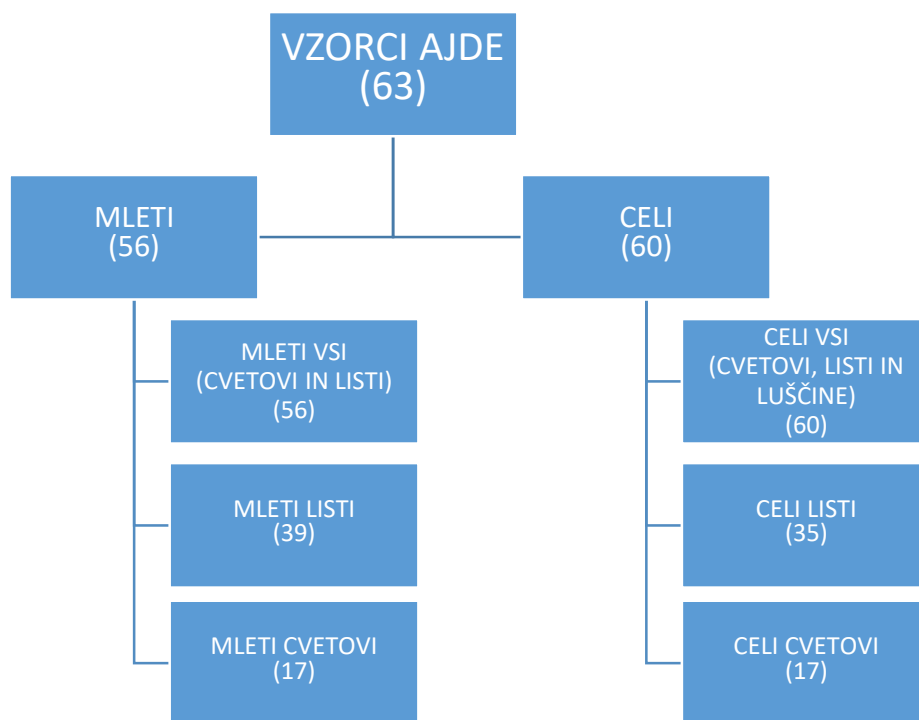 VZORCI AJDE
(63)
MLETI
(56)
CELI
(60)
MLETI VSI
(CVETOVI IN LISTI)
(56)
CELI VSI
(CVETOVI, LISTI IN
LUŠČINE)
(60)
MLETI LISTI
(39)
CELI LISTI
(35)
MLETI CVETOVI
(17)
CELI CVETOVI
(17)